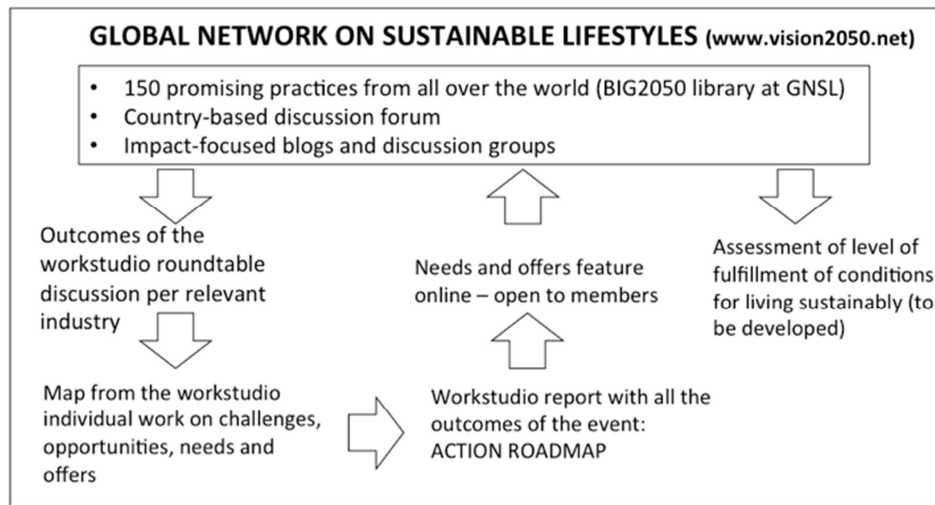 GLOBAL NETWORK ON SUSTAINABLE LIFESTYLES (www.vision2050.net)
• 150 promising practices from all over the world (BIG2050 library at GNSL)
• Country-based discussion forum
• Impact-focused blogs and discussion groups
Outcomes of the
workstudio roundtable
discussion per relevant
industry
Map from the workstudio
individual work on challenges,
opportunities, needs and
offers
Workstudio report with all the
outcomes of the event:
ACTION ROADMAP
Needs and offers feature
online – open to members
Assessment of level of
fulfillment of conditions
for living sustainably (to
be developed)